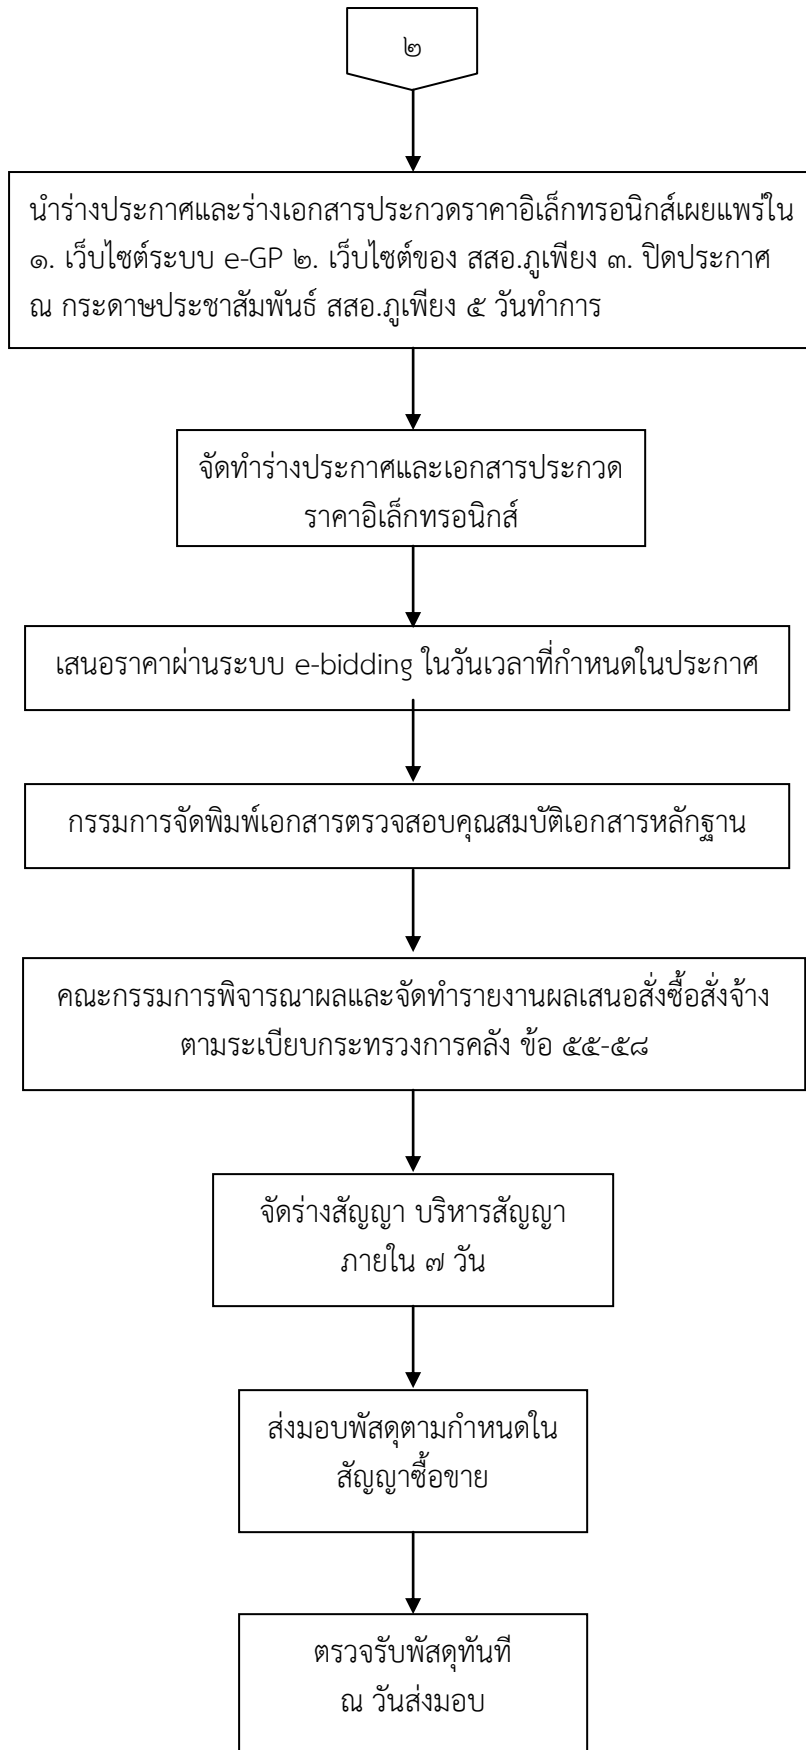 ๒
นำร่างประกาศและร่างเอกสารประกวดราคาอิเล็กทรอนิกส์เผยแพร่ใน
๑. เว็บไซต์ระบบ e-GP ๒. เว็บไซต์ของ สสอ.ภูเพียง ๓. ปิดประกาศ
ณ กระดาษประชาสัมพันธ์ สสอ.ภูเพียง ๕ วันทำการ
จัดทำร่างประกาศและเอกสารประกวด
ราคาอิเล็กทรอนิกส์
เสนอราคาผ่านระบบ e-bidding ในวันเวลาที่กำหนดในประกาศ
กรรมการจัดพิมพ์เอกสารตรวจสอบคุณสมบัติเอกสารหลักฐาน
คณะกรรมการพิจารณาผลและจัดทำรายงานผลเสนอสั่งซื้อสั่งจ้าง
ตามระเบียบกระทรวงการคลัง ข้อ ๕๕-๕๘
จัดร่างสัญญา บริหารสัญญา
ภายใน ๗ วัน
ส่งมอบพัสดุตามกำหนดใน
สัญญาซื้อขาย
ตรวจรับพัสดุทันที
ณ วันส่งมอบ